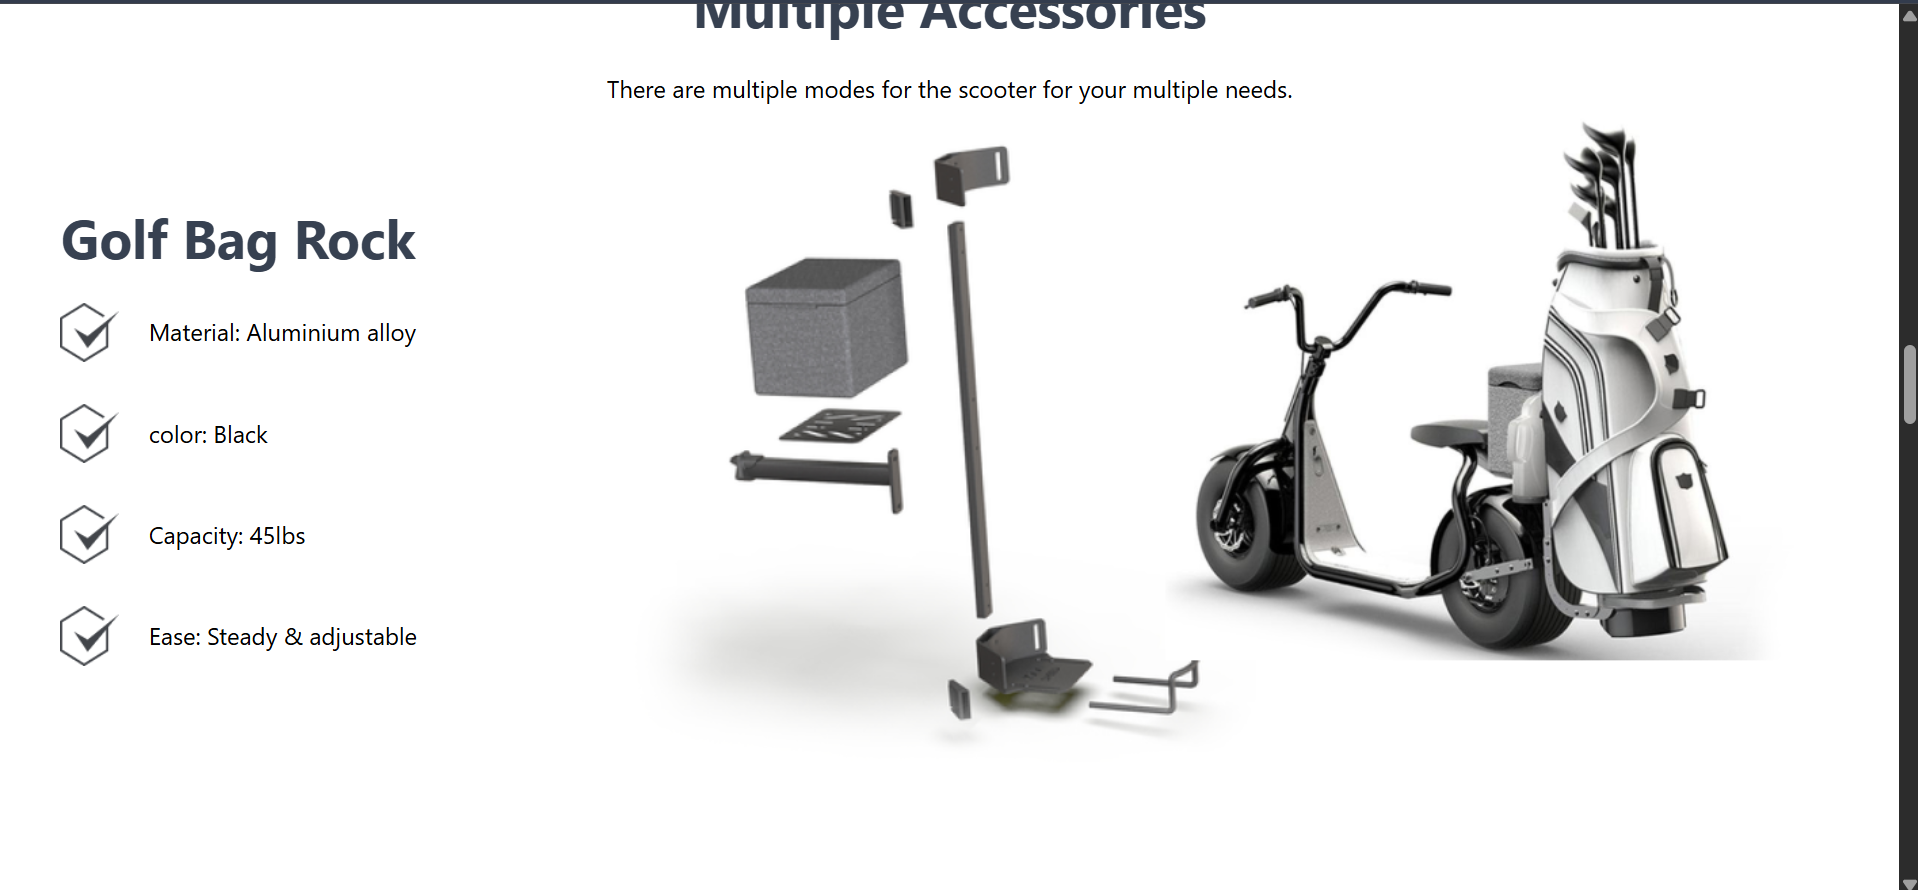 Multiple Accessories
There are multiple modes for the scooter for your multiple needs.
Golf Bag Rock
Material: Aluminium alloy
color: Black
Capacity: 45lbs
Ease: Steady & adjustable